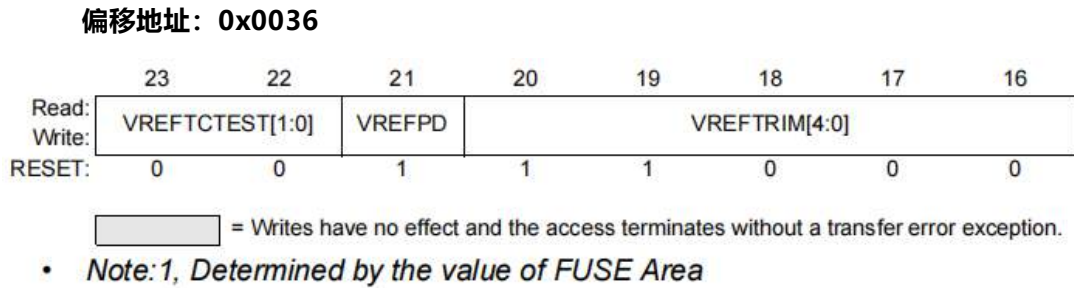 偏移地址：0x0036
23 22 21 20 19 18 17 16
Read:
Write:
VREFTCTEST[1:0] VREFPD VREFTRIM[4:0]
RESET: 0 0 1 1 1 0 0 0
= Writes have no effect and the access terminates without a transfer error exception.
• Note:1, Determined by the value of FUSE Area